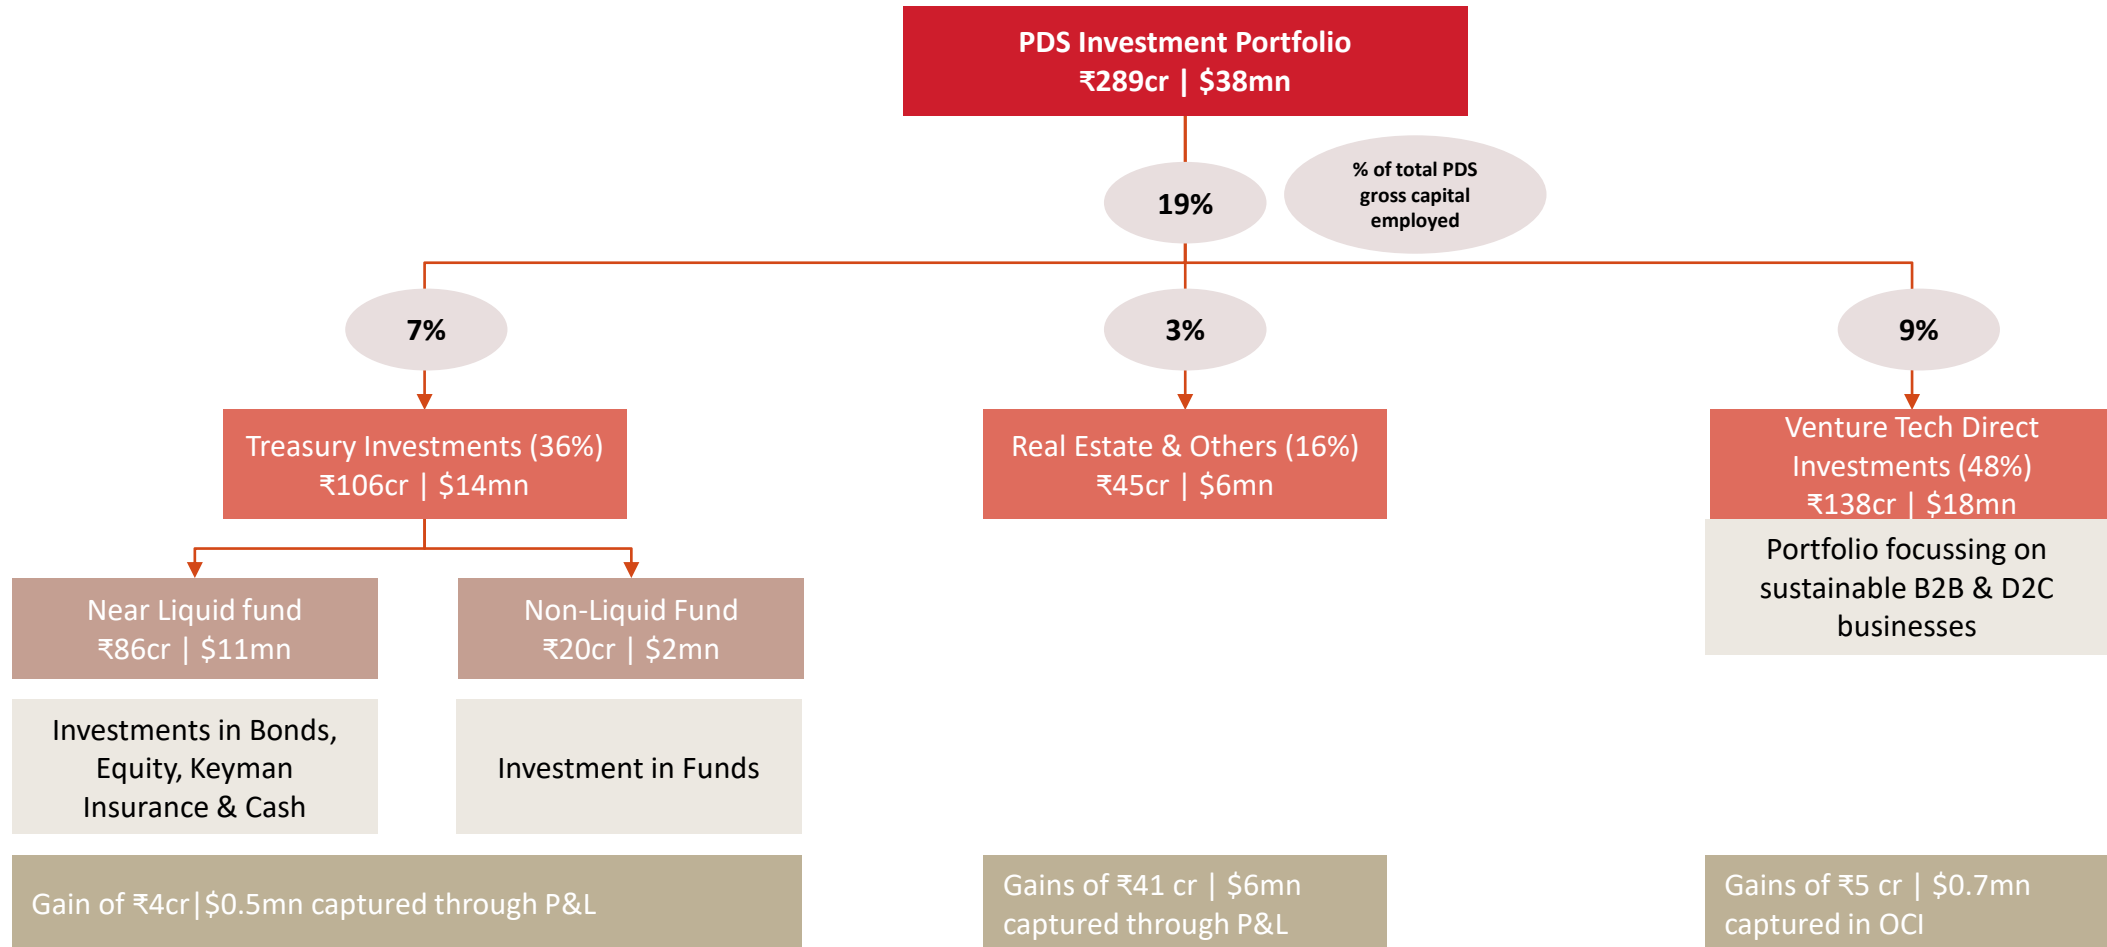 PDS Investment Portfolio
₹289cr | $38mn
19%
% of total PDS
gross capital
employed
7%
3%
9%
Treasury Investments (36%)
₹106cr | $14mn
Real Estate & Others (16%)
₹45cr | $6mn
Venture Tech Direct
Investments (48%)
₹138cr | $18mn
Portfolio focussing on
sustainable B2B & D2C
businesses
Near Liquid fund
₹86cr | $11mn
Non-Liquid Fund
₹20cr | $2mn
Investments in Bonds,
Equity, Keyman
Insurance & Cash
Investment in Funds
Gain of ₹4cr|$0.5mn captured through P&L
Gains of ₹41 cr | $6mn
captured through P&L
Gains of ₹5 cr | $0.7mn
captured in OCI